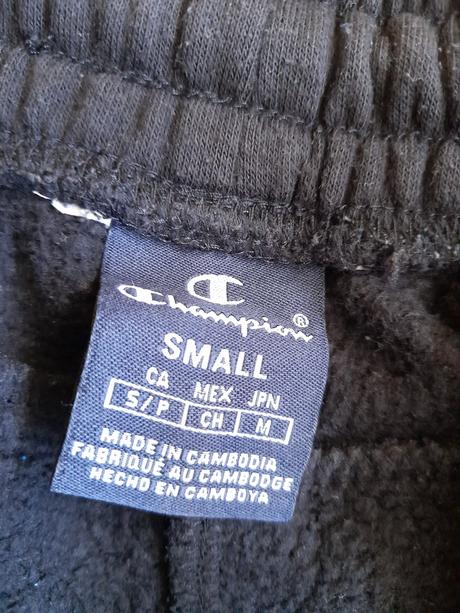 Champion®
SMALL
CA MEX JPN
S/P CH M
MADE IN CAMBODIA
FABRIQUÉ AU CAMBODGE
HECHO EN CAMBOYA